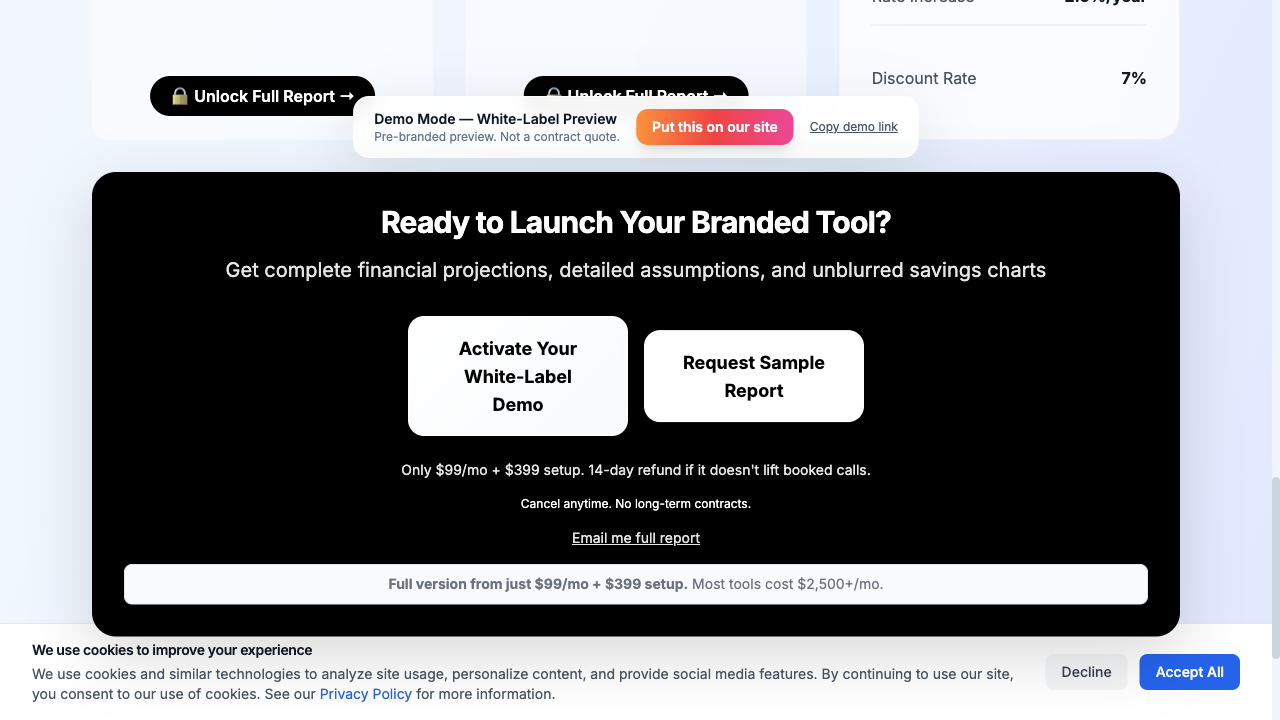 Rate Increase 2.5%/year
Discount Rate 7%
🔒 Unlock Full Report →
🔒 Unlock Full Report →
Demo Mode — White-Label Preview
Pre-branded preview. Not a contract quote.
Put this on our site
Copy demo link
Ready to Launch Your Branded Tool?
Get complete financial projections, detailed assumptions, and unblurred savings charts
Activate Your
White-Label
Demo
Request Sample
Report
Only $99/mo + $399 setup. 14-day refund if it doesn't lift booked calls.
Cancel anytime. No long-term contracts.
Email me full report
Full version from just $99/mo + $399 setup. Most tools cost $2,500+/mo.
We use cookies to improve your experience
We use cookies and similar technologies to analyze site usage, personalize content, and provide social media features. By continuing to use our site,
you consent to our use of cookies. See our Privacy Policy for more information.
Decline
Accept All